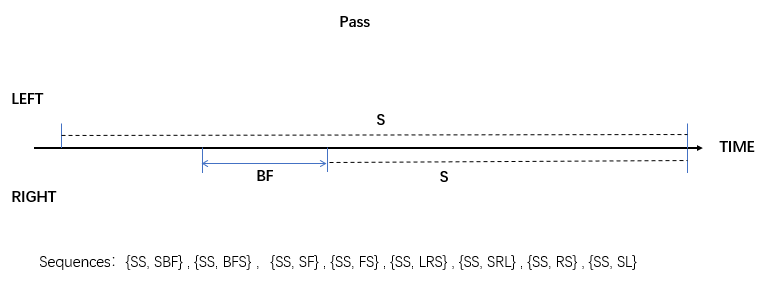 Pass
LEFT
S
TIME
BF
S
RIGHT
Sequences: {SS, SBF} , {SS, BFS} , {SS, SF} , {SS, FS} , {SS, LRS} , {SS, SRL} , {SS, RS} , {SS, SL}